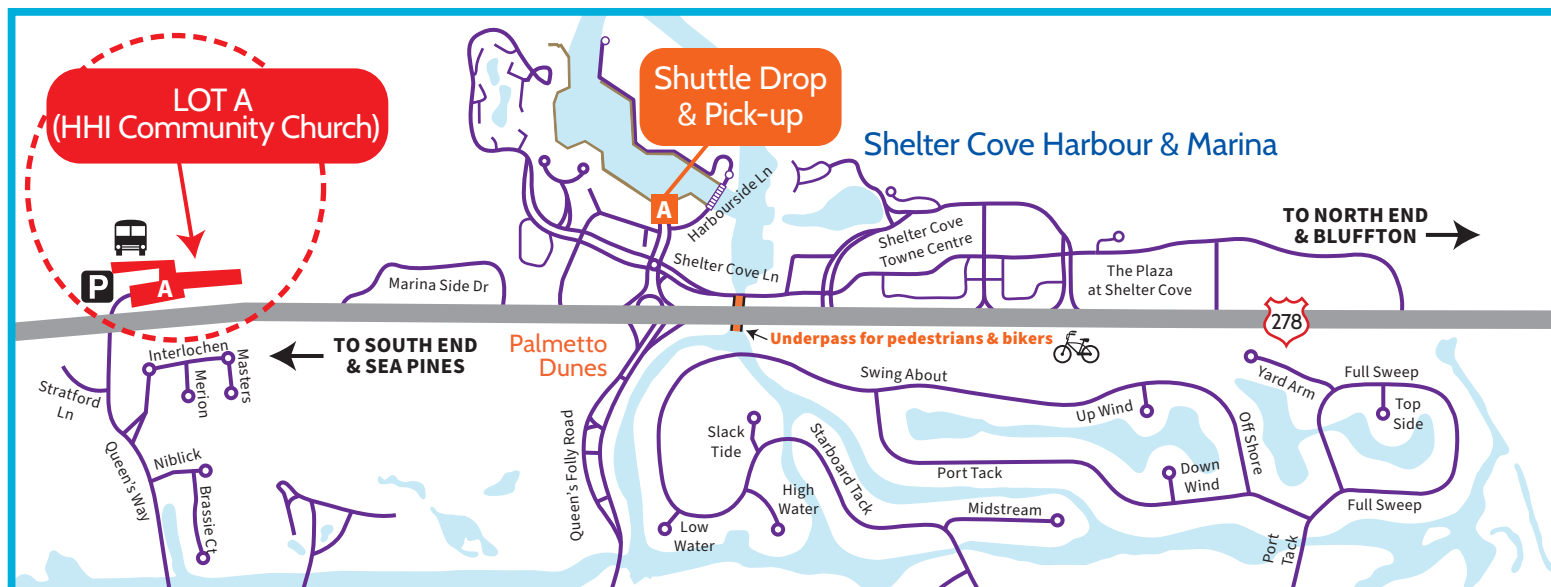 LOT A
(HHI Community Church)
Shuttle Drop
& Pick-up
Shelter Cove Harbour & Marina
A
Harbourside Ln
Shelter Cove
Towne Centre
TO NORTH END
& BLUFFTON
P
A
Marina Side Dr
Shelter Cove Ln
The Plaza
at Shelter Cove
278
Underpass for pedestrians & bikers
TO SOUTH END
& SEA PINES
Palmetto
Dunes
Interlochen
Merion
Masters
Stratford
Ln
Queen's Way
Niblick
Brassie Ct
Queen's Folly Road
Swing About
Slack
Tide
Starboard Tack
High
Water
Low
Water
Port Tack
Midstream
Up Wind
Down
Wind
Off Shore
Yard Arm
Full Sweep
Top
Side
Full Sweep
Port
Tack